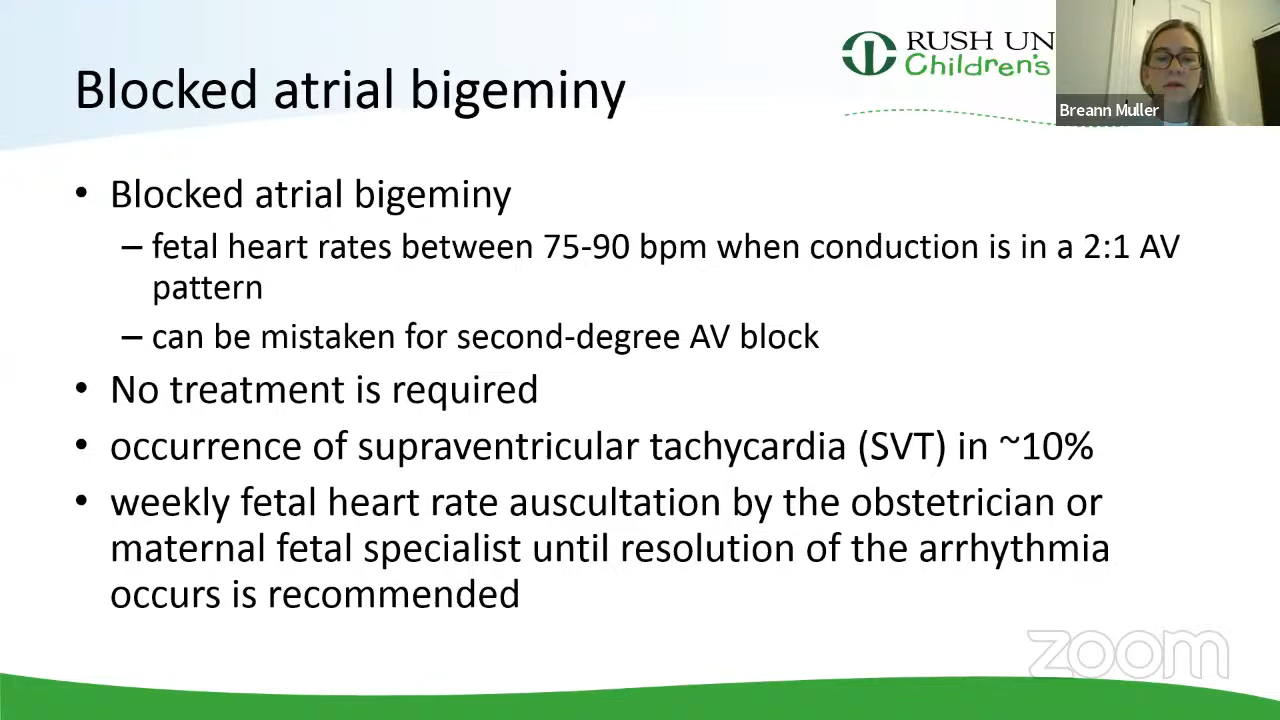 Blocked atrial bigeminy
RUSH UN
Children's
Breann Muller
• Blocked atrial bigeminy
– fetal heart rates between 75-90 bpm when conduction is in a 2:1 AV
pattern
– can be mistaken for second-degree AV block
• No treatment is required
• occurrence of supraventricular tachycardia (SVT) in ~10%
• weekly fetal heart rate auscultation by the obstetrician or
maternal fetal specialist until resolution of the arrhythmia
occurs is recommended
zoom